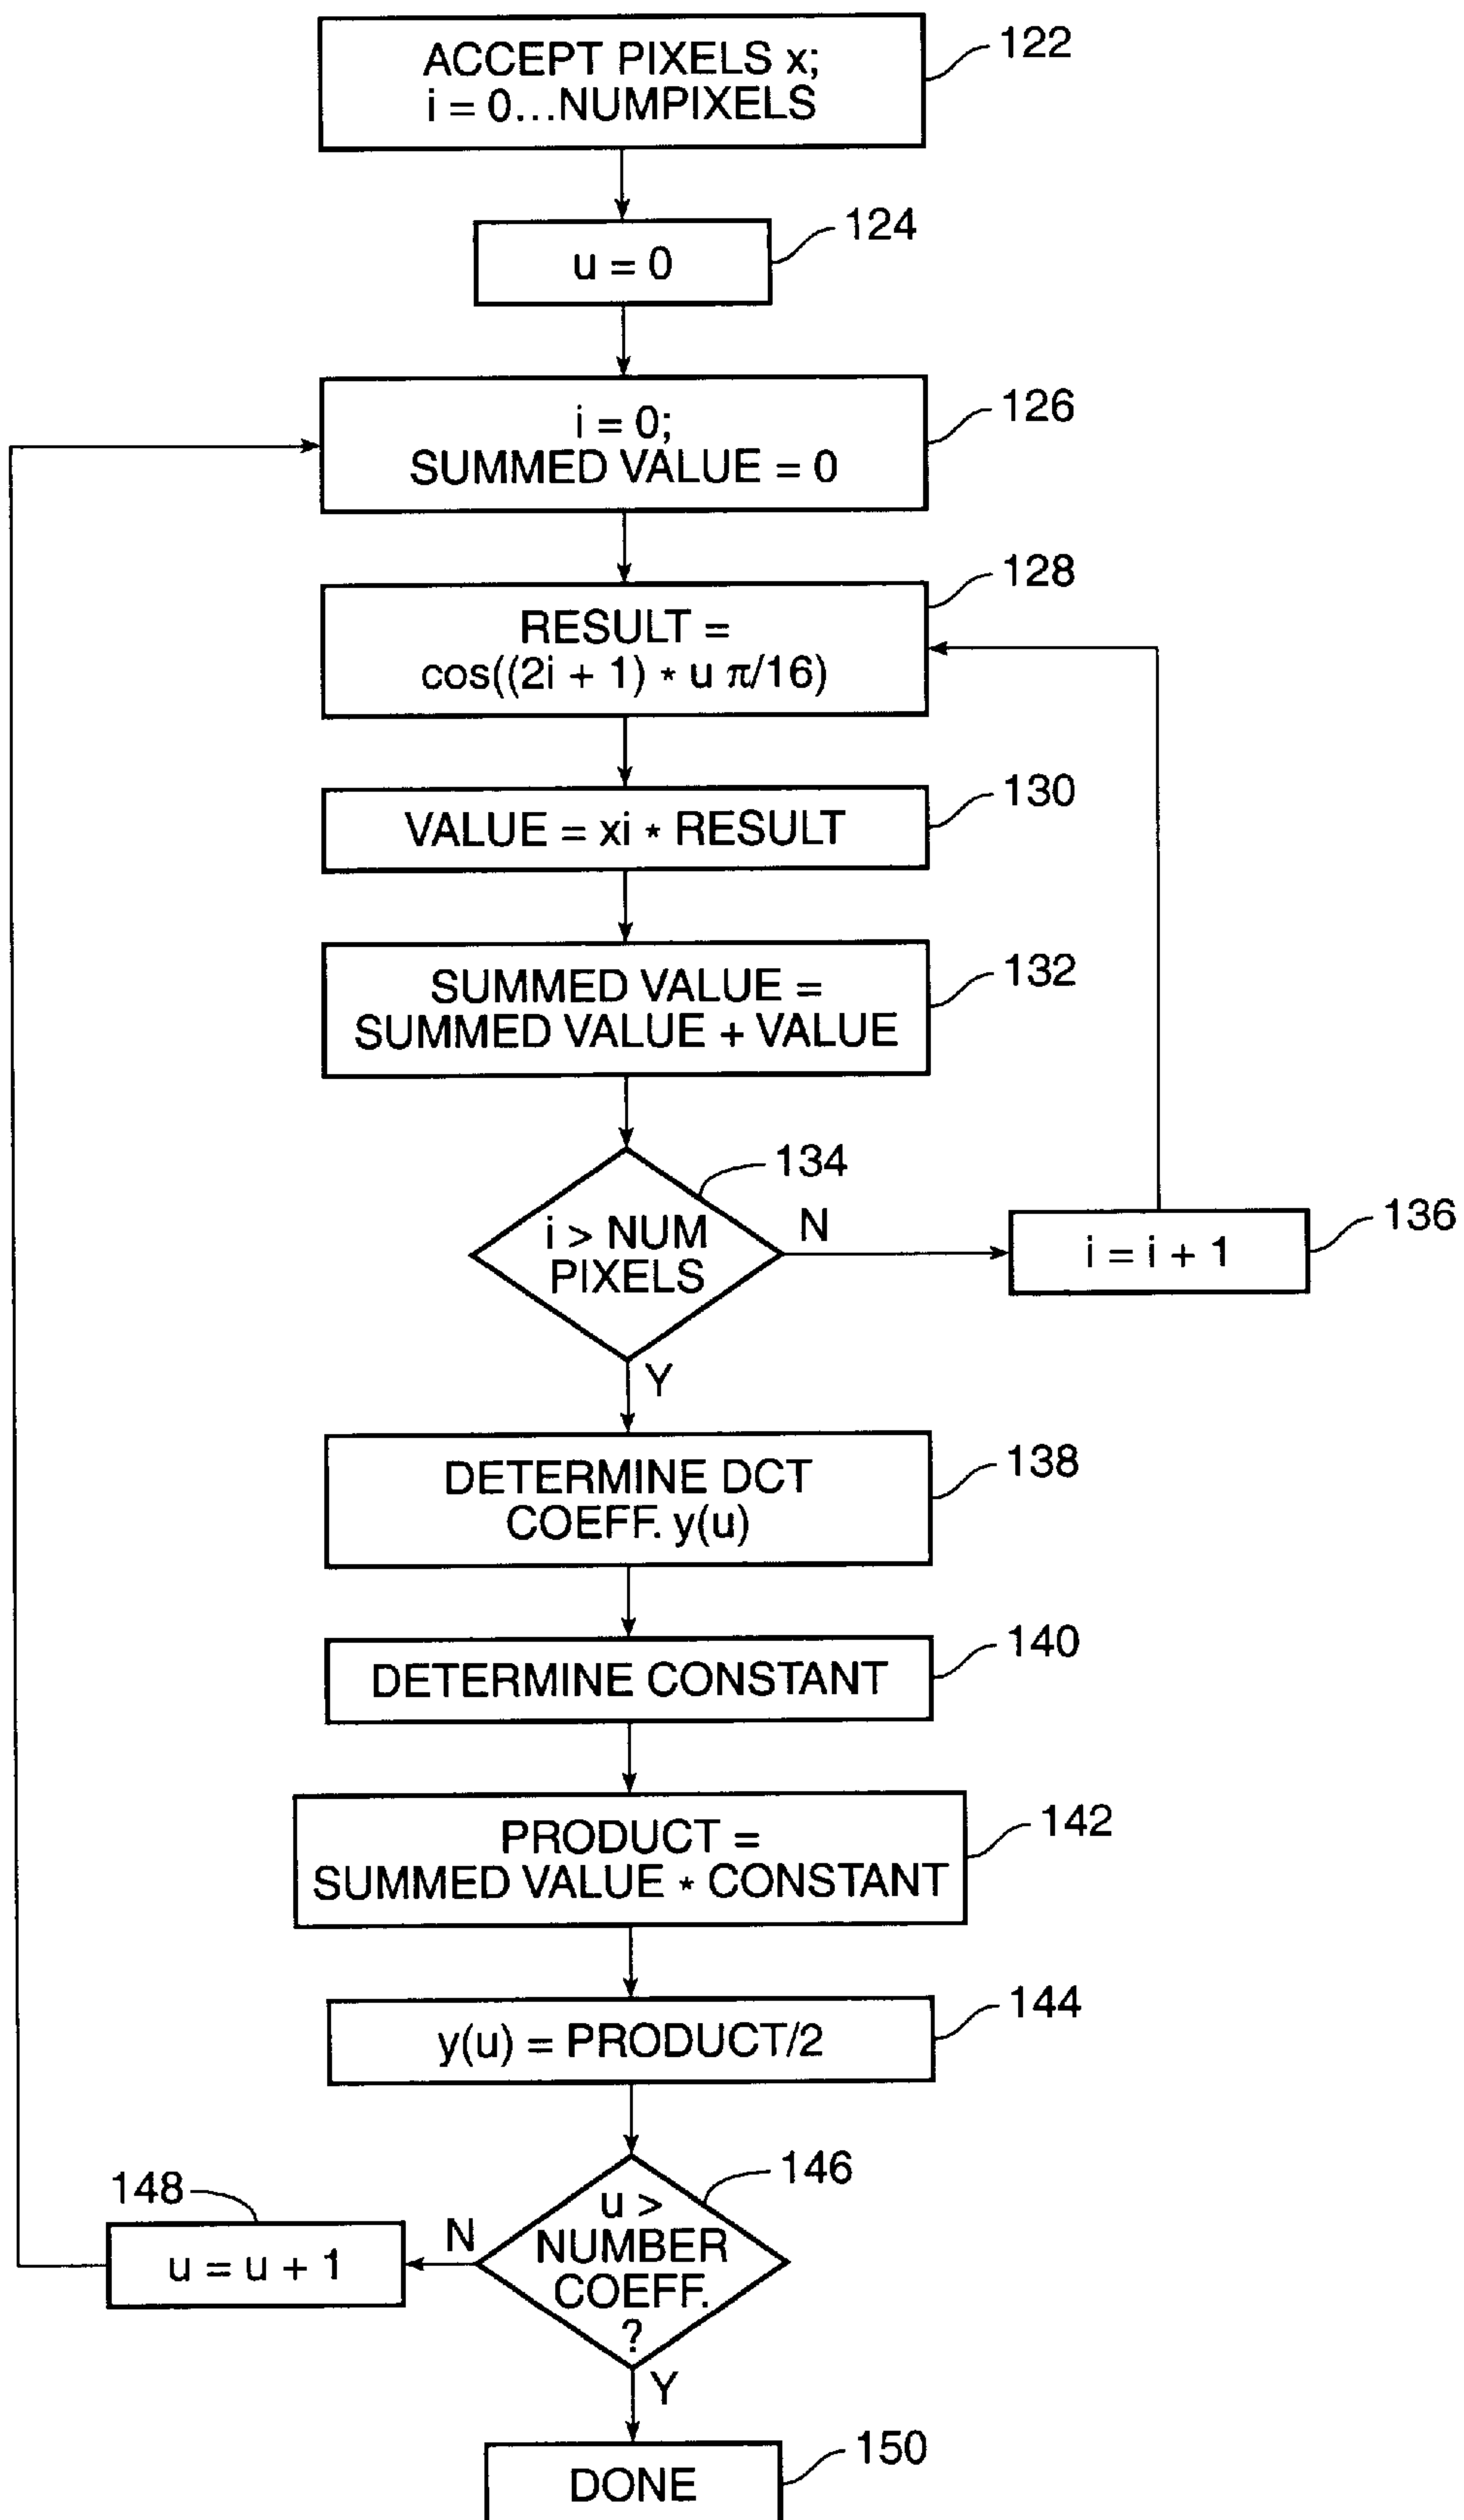 ACCEPT PIXELS x;
i = 0...NUMPIXELS
122
u = 0
124
i = 0;
SUMMED VALUE = 0
126
RESULT =
cos((2i + 1) * u π/16)
128
VALUE = xi * RESULT
130
SUMMED VALUE =
SUMMED VALUE + VALUE
132
i > NUM
PIXELS
134
N
i = i + 1
136
Y
DETERMINE DCT
COEFF. y(u)
138
DETERMINE CONSTANT
140
PRODUCT =
SUMMED VALUE * CONSTANT
142
y(u) = PRODUCT/2
144
u >
NUMBER
COEFF.
?
146
N
u = u + 1
148
Y
DONE
150